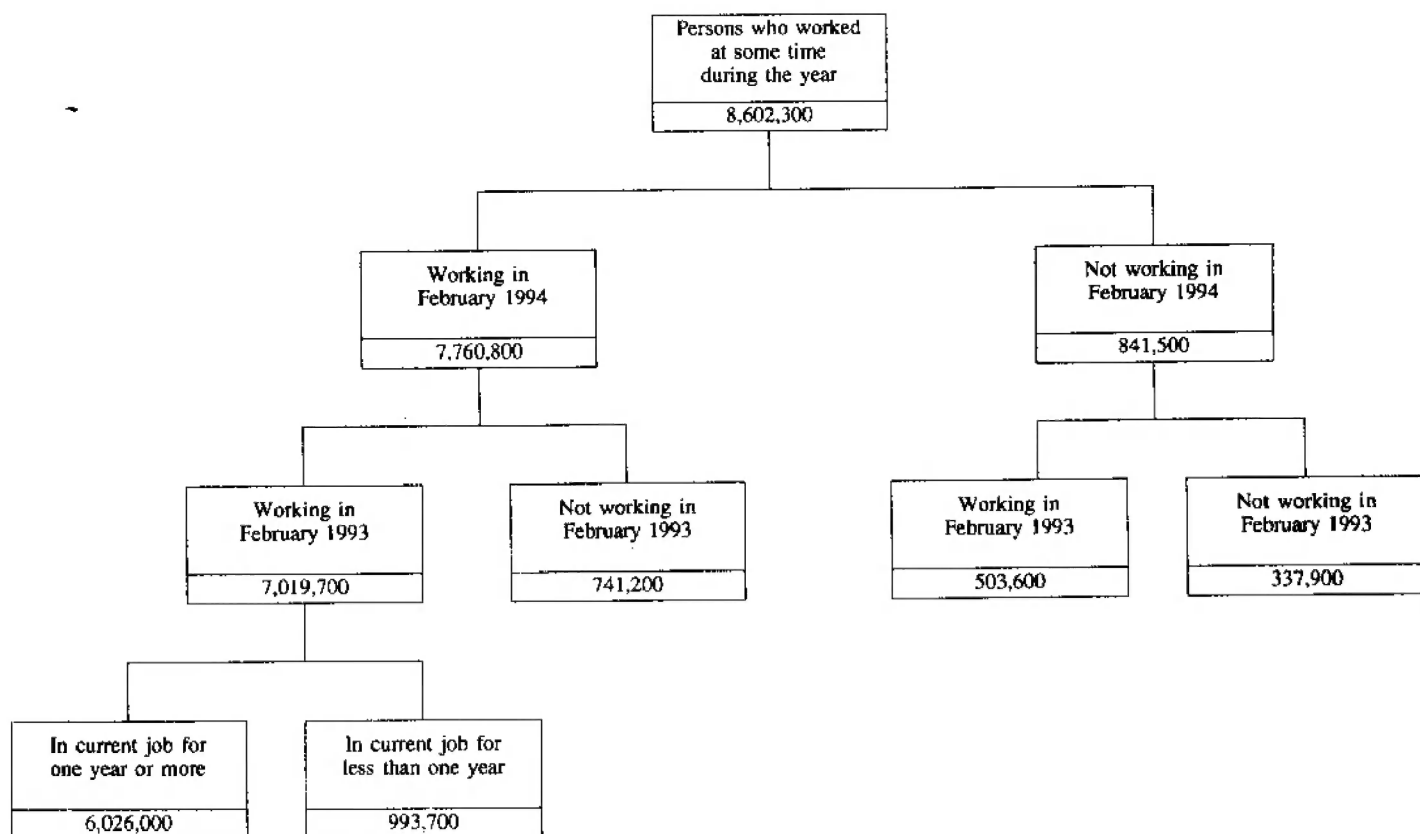 Persons who worked
at some time
during the year
8,602,300
Working in
February 1994
7,760,800
Not working in
February 1994
841,500
Working in
February 1993
7,019,700
Not working in
February 1993
741,200
Working in
February 1993
503,600
Not working in
February 1993
337,900
In current job for
one year or more
6,026,000
In current job for
less than one year
993,700